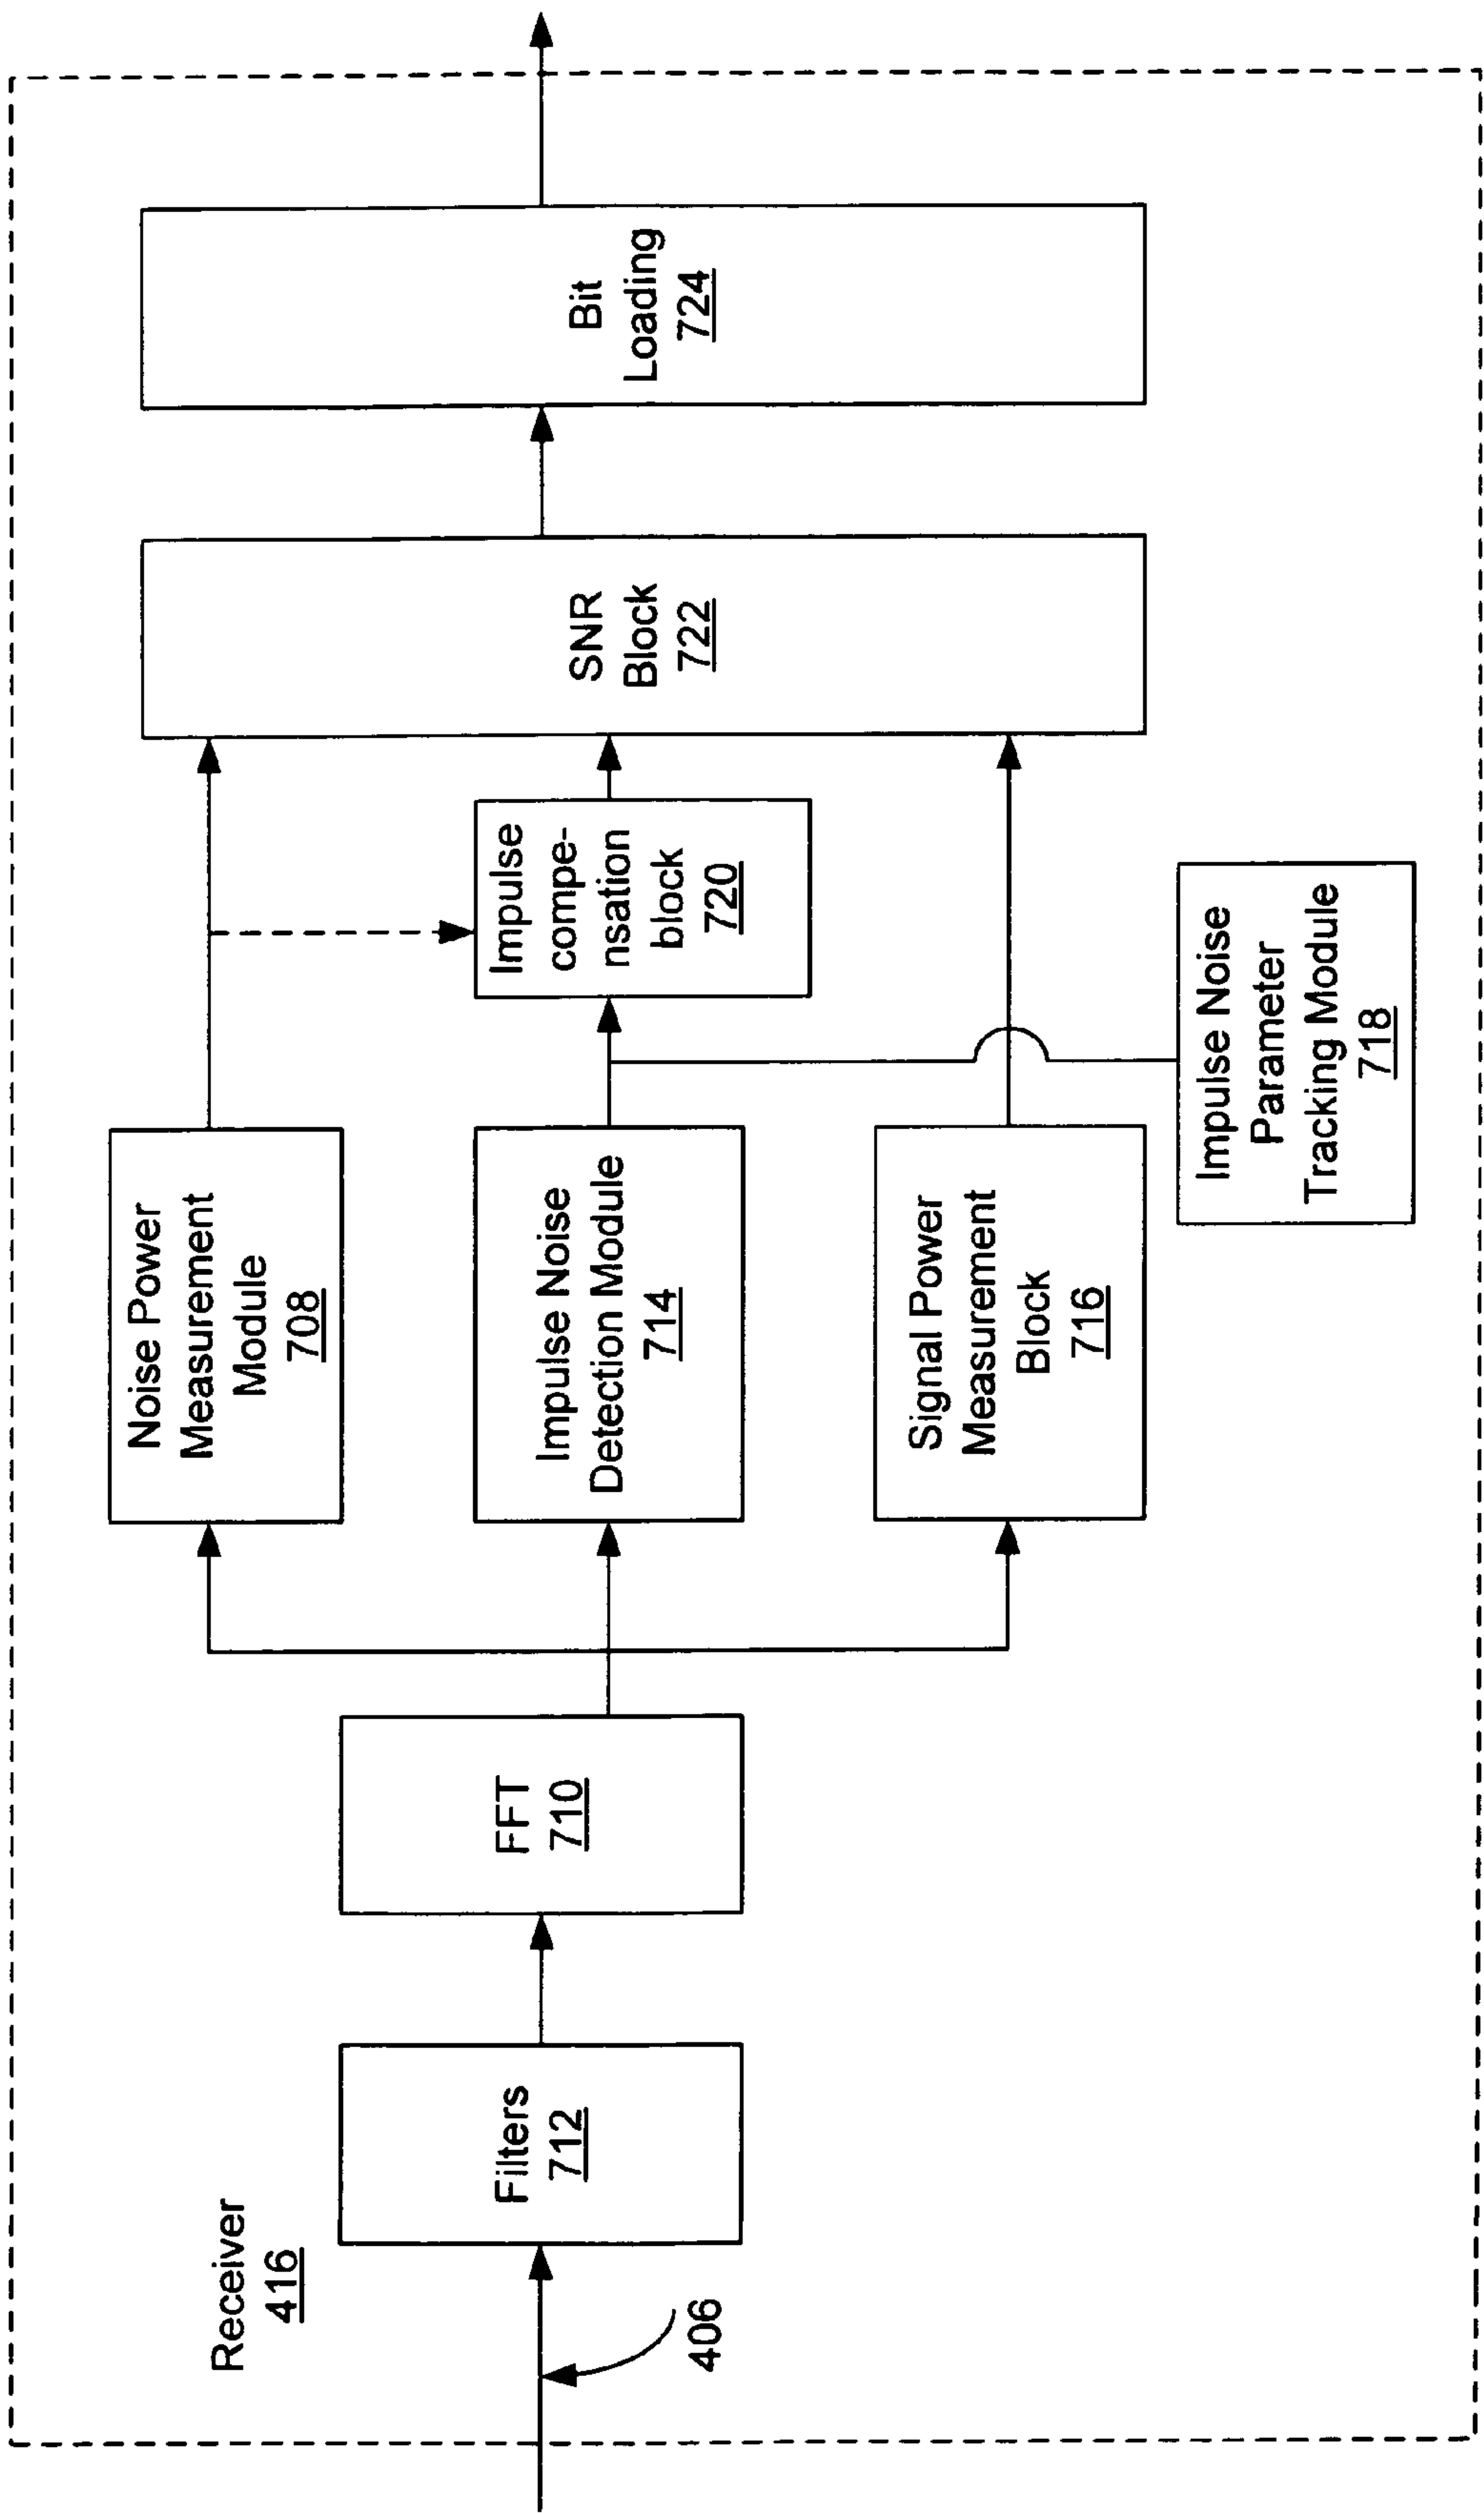 Receiver
416
406
Filters
712
FFT
710
Noise Power
Measurement
Module
708
Impulse Noise
Detection Module
714
Signal Power
Measurement
Block
716
Impulse Noise
Parameter
Tracking Module
718
Impulse
compe-
nsation
block
720
SNR
Block
722
Bit
Loading
724